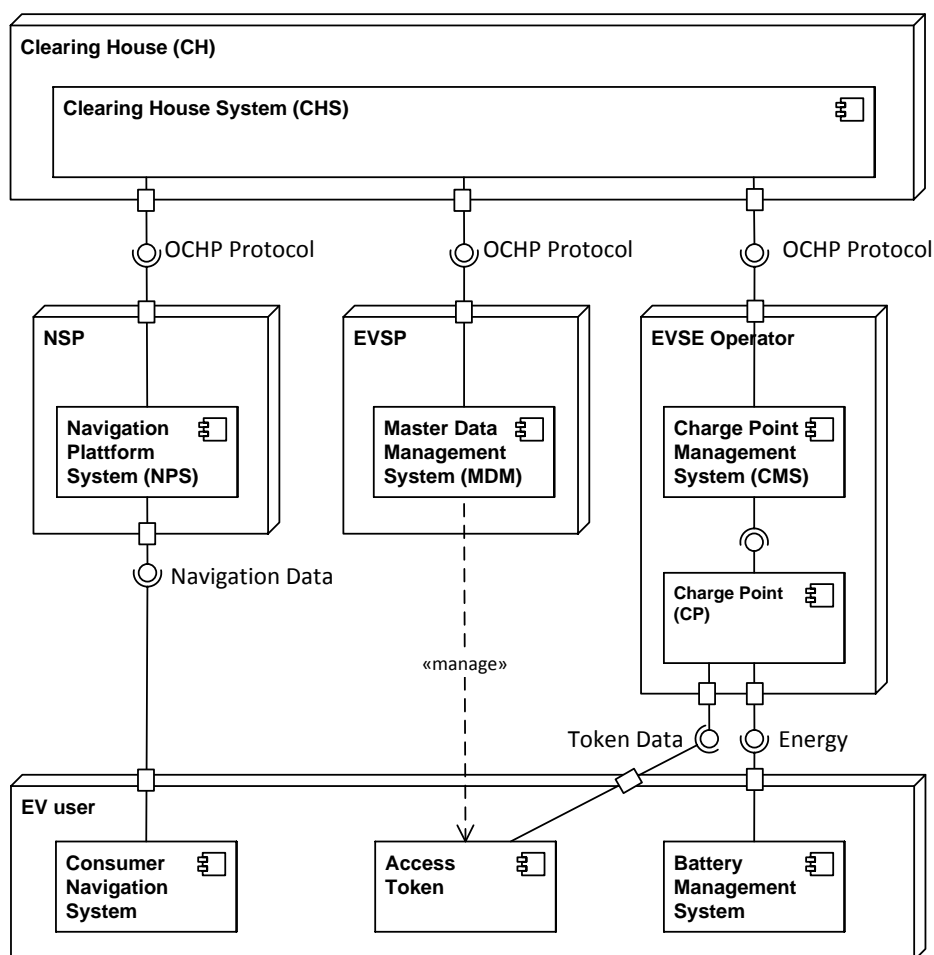 Clearing House (CH)
Clearing House System (CHS)
OCHP Protocol
OCHP Protocol
OCHP Protocol
NSP
EVSP
EVSE Operator
Navigation
Plattform
System (NPS)
Master Data
Management
System (MDM)
Charge Point
Management
System (CMS)
Navigation Data
Charge Point
(CP)
«manage»
Token Data
Energy
EV user
Consumer
Navigation
System
Access
Token
Battery
Management
System